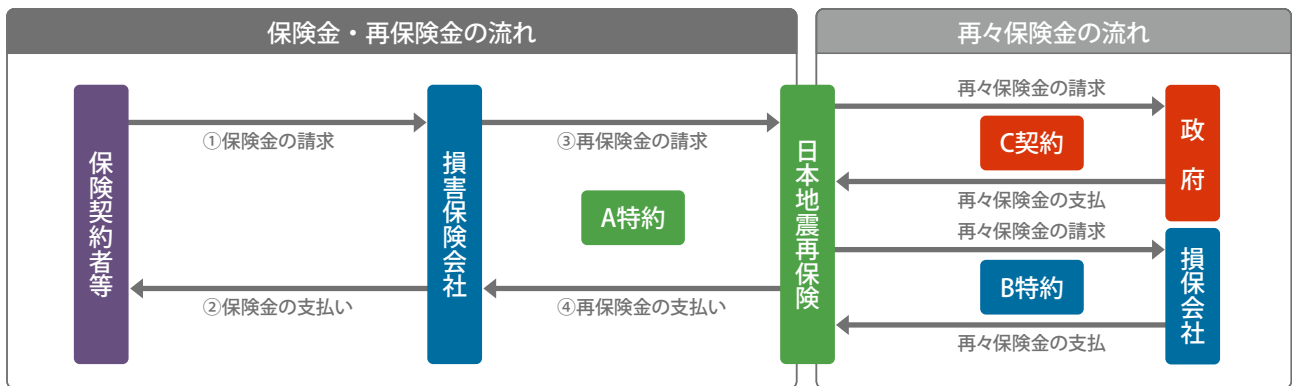 保険金・再保険金の流れ
再々保険金の流れ
保険契約者等
①保険金の請求
②保険金の支払い
損害保険会社
③再保険金の請求
A特約
④再保険金の支払い
日本地震再保険
再々保険金の請求
C契約
再々保険金の支払
政府
再々保険金の請求
B特約
再々保険金の支払
損保会社